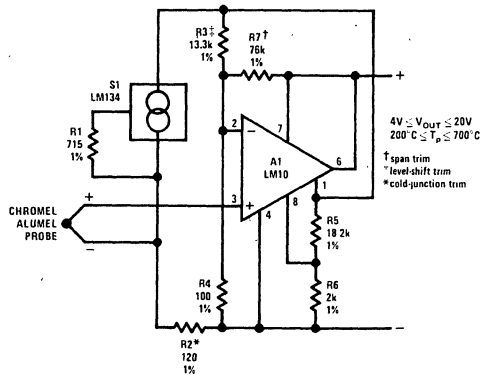 R3‡
13.3k
1%
R7†
76k
1%
S1
LM134
R1
715
1%
2
−
7
A1
LM10
6
1
3
+
4
8
+
4V ≤ VOUT ≤ 20V
200°C ≤ Tp ≤ 700°C
† span trim
level-shift trim
* cold-junction trim
+
CHROMEL
ALUMEL
PROBE
−
R5
18 2k
1%
R4
100
1%
R6
2k
1%
R2*
120
1%
−